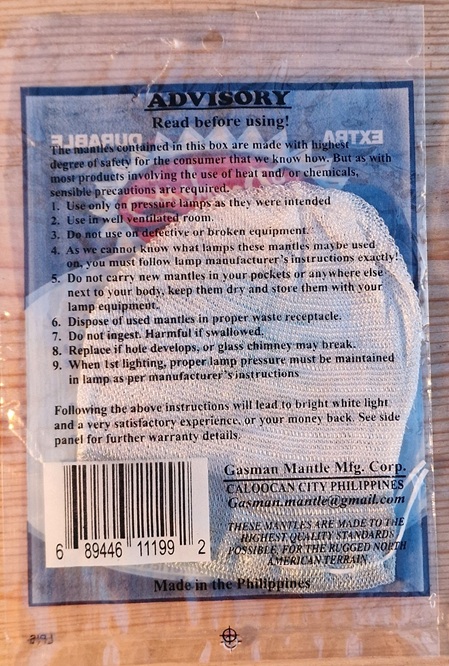 ADVISORY
Read before using!
EXTRA DURABLE
The mantles contained in this box are made with highest
degree of safety for the consumer that we know how. But as with
most products involving the use of heat and/or chemicals,
sensible precautions are required.
1. Use only on pressure lamps as they were intended
2. Use in well ventilated room.
3. Do not use on defective or broken equipment.
4. As we cannot know what lamps these mantles maybe used
on, you must follow lamp manufacturer's instructions exactly!
5. Do not carry new mantles in your pockets or anywhere else
next to your body, keep them dry and store them with your
lamp equipment.
6. Dispose of used mantles in proper waste receptacle.
7. Do not ingest. Harmful if swallowed.
8. Replace if hole develops, or glass chimney may break.
9. When 1st lighting, proper lamp pressure must be maintained
in lamp as per manufacturer's instructions
Following the above instructions will lead to bright white light
and a very satisfactory experience, or your money back. See side
panel for further warranty details.
Gasman Mantle Mfg. Corp.
CALOOCAN CITY PHILIPPINES
Gasman.mantle@gmail.com
THESE MANTLES ARE MADE TO THE
HIGHEST QUALITY STANDARDS
POSSIBLE, FOR THE RUGGED NORTH
AMERICAN TERRAIN
6 89446 11199 2
Made in the Philippines